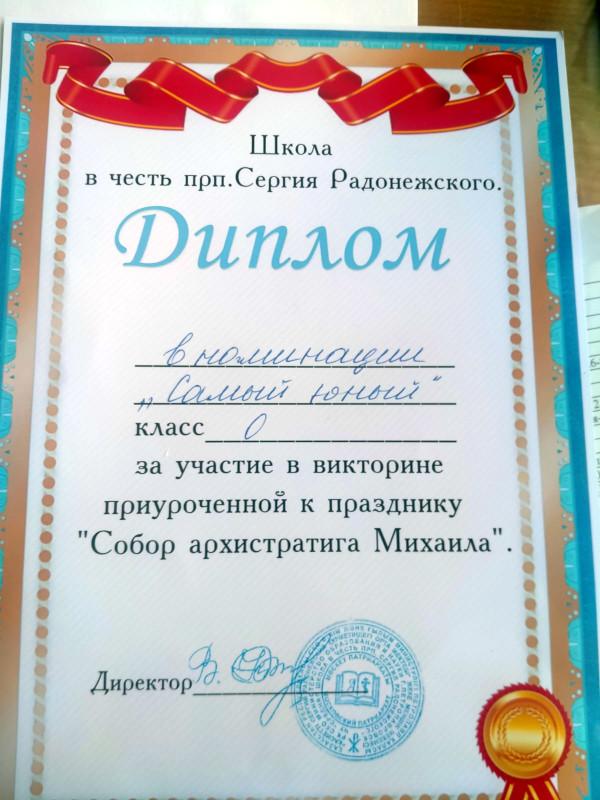 Школа
в честь прп.Сергия Радонежского.
Диплом
в номинации
„Самый юный"
класс 0
за участие в викторине
приуроченной к празднику
"Собор архистратига Михаила".
Директор